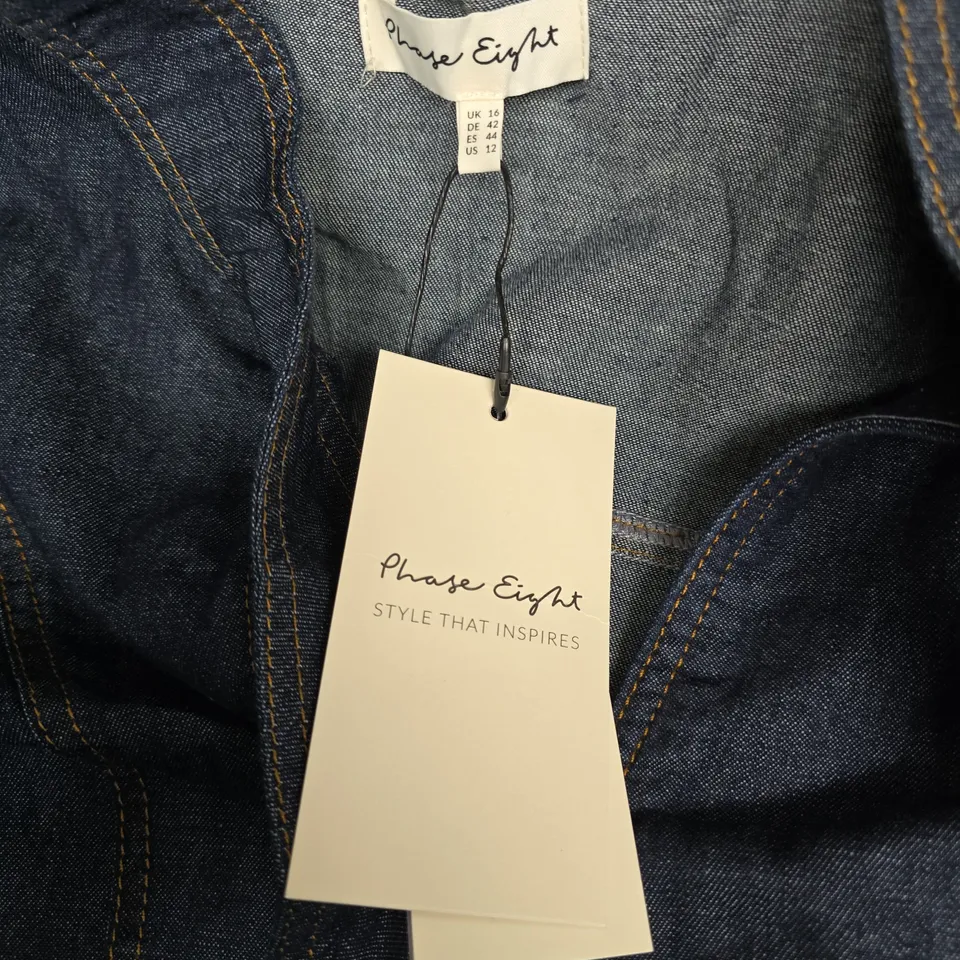 Phase Eight
UK 16
DE 42
ES 44
US 12
Phase Eight
STYLE THAT INSPIRES